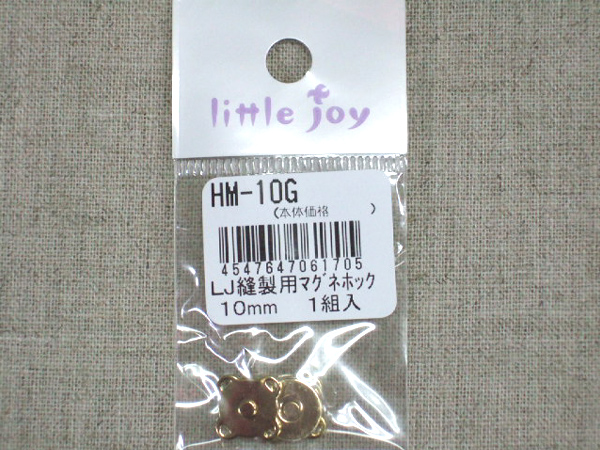 little joy
HM-10G
(本体価格 )
4547647061705
LJ縫製用マグネホック
10mm 1組入